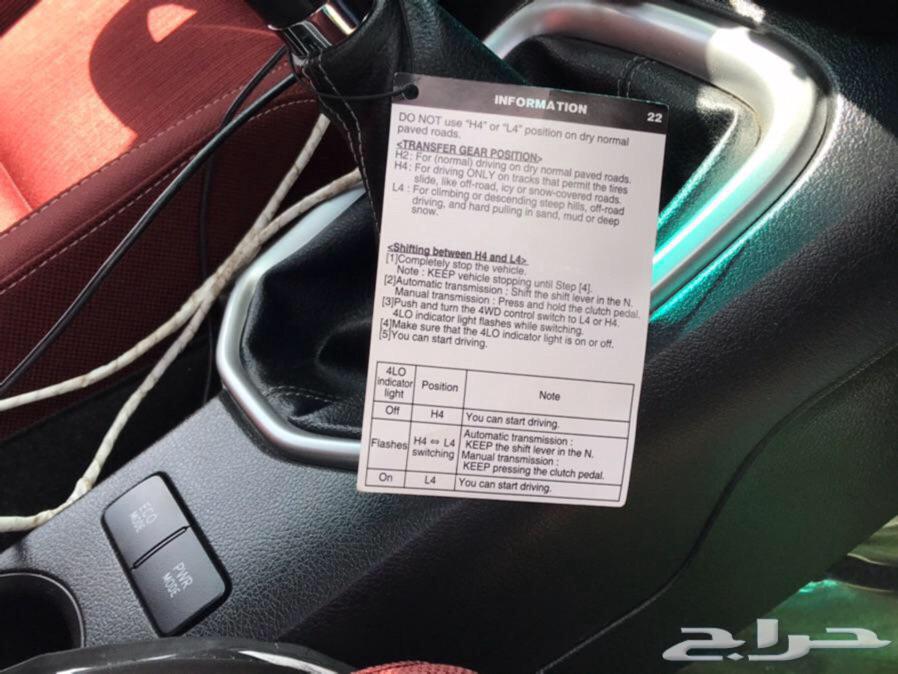 INFORMATION
22
DO NOT use "H4" or "L4" position on dry normal
paved roads.
<TRANSFER GEAR POSITION>
H2: For (normal) driving on dry normal paved roads.
H4: For driving ONLY on tracks that permit the tires
slide, like off-road, icy or snow-covered roads.
L4 : For climbing or descending steep hills, off-road
driving, and hard pulling in sand, mud or deep
snow.
<Shifting between H4 and L4>
[1]Completely stop the vehicle.
Note : KEEP vehicle stopping until Step [4].
[2]Automatic transmission : Shift the shift lever in the N.
Manual transmission : Press and hold the clutch pedal.
[3]Push and turn the 4WD control switch to L4 or H4.
4LO indicator light flashes while switching.
[4]Make sure that the 4LO indicator light is on or off.
[5]You can start driving.
4LO
indicator
light
Position
Note
Off
H4
You can start driving.
Flashes
H4 ⇔ L4
switching
Automatic transmission :
KEEP the shift lever in the N.
Manual transmission :
KEEP pressing the clutch pedal.
On
L4
You can start driving.
ECO
MODE
PWR
MODE
حراج